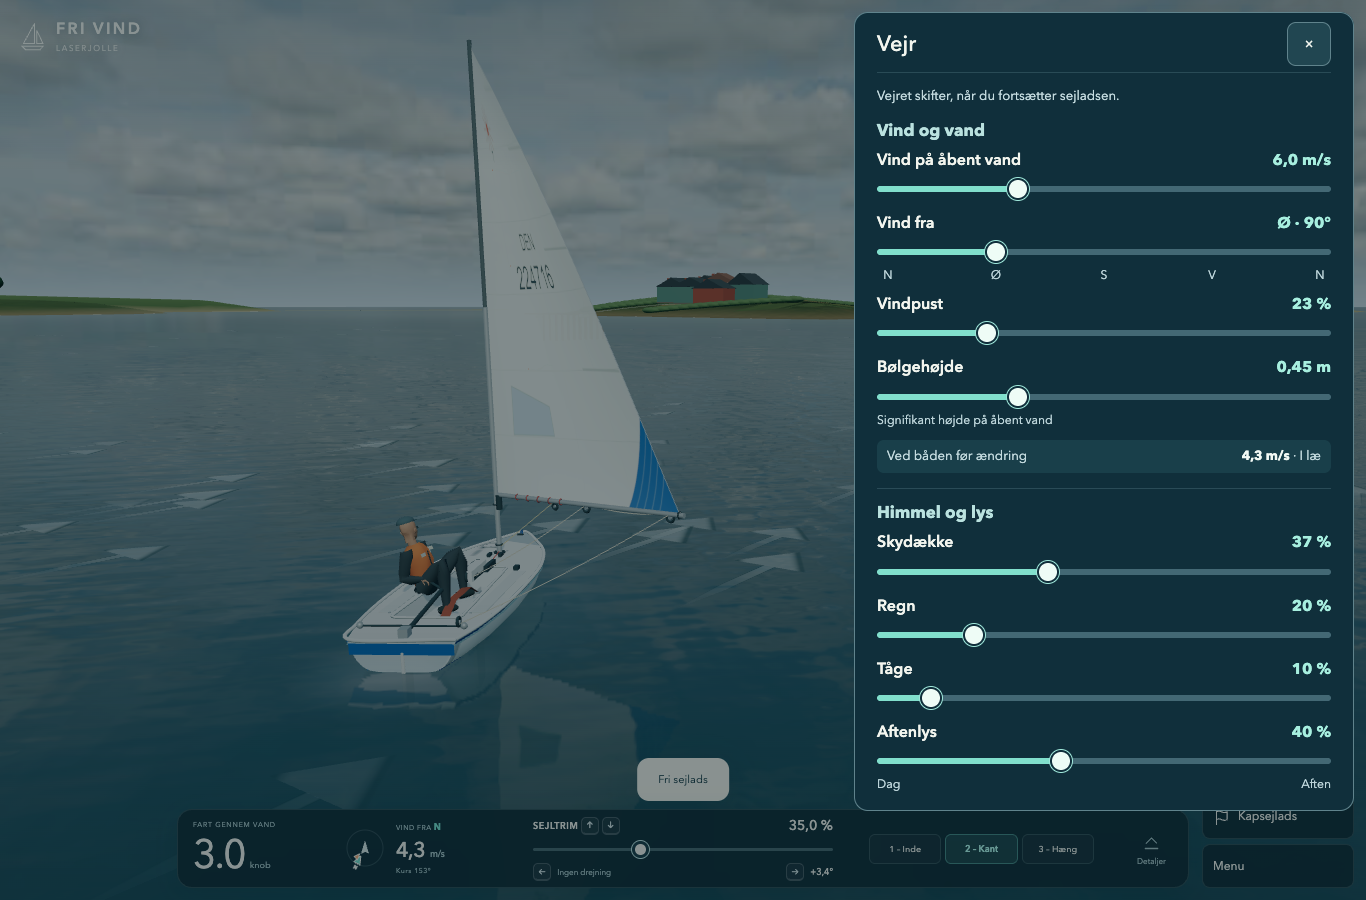 FRI VIND
LASERJOLLE
DEN
224716
Fri sejlads
FART GENNEM VAND
3.0 knob
VIND FRA N
4,3 m/s
Kurs 153°
SEJLTRIM ↑ ↓ 35,0 %
← Ingen drejning → +3,4°
1 – Inde
2 – Kant
3 – Hæng
Detaljer
Kapsejlads
Menu
Vejr ×
Vejret skifter, når du fortsætter sejladsen.
Vind og vand
Vind på åbent vand 6,0 m/s
Vind fra Ø · 90°
N Ø S V N
Vindpust 23 %
Bølgehøjde 0,45 m
Signifikant højde på åbent vand
Ved båden før ændring 4,3 m/s · I læ
Himmel og lys
Skydække 37 %
Regn 20 %
Tåge 10 %
Aftenlys 40 %
Dag Aften